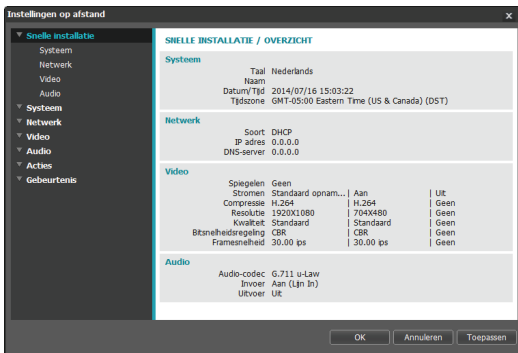 Instellingen op afstand
x
Snelle installatie
Systeem
Netwerk
Video
Audio
Systeem
Netwerk
Video
Audio
Acties
Gebeurtenis
SNELLE INSTALLATIE / OVERZICHT
Systeem
Taal Nederlands
Naam
Datum/Tijd 2014/07/16 15:03:22
Tijdszone GMT-05:00 Eastern Time (US & Canada) (DST)
Netwerk
Soort DHCP
IP adres 0.0.0.0
DNS-server 0.0.0.0
Video
Spiegelen Geen
Stromen Standaard opnam... | Aan | Uit
Compressie H.264 | H.264 | Geen
Resolutie 1920X1080 | 704X480 | Geen
Kwaliteit Standaard | Standaard | Geen
Bitsnelheidsregeling CBR | CBR | Geen
Framesnelheid 30.00 ips | 30.00 ips | Geen
Audio
Audio-codec G.711 u-Law
Invoer Aan (Lijn In)
Uitvoer Uit
OK Annuleren Toepassen